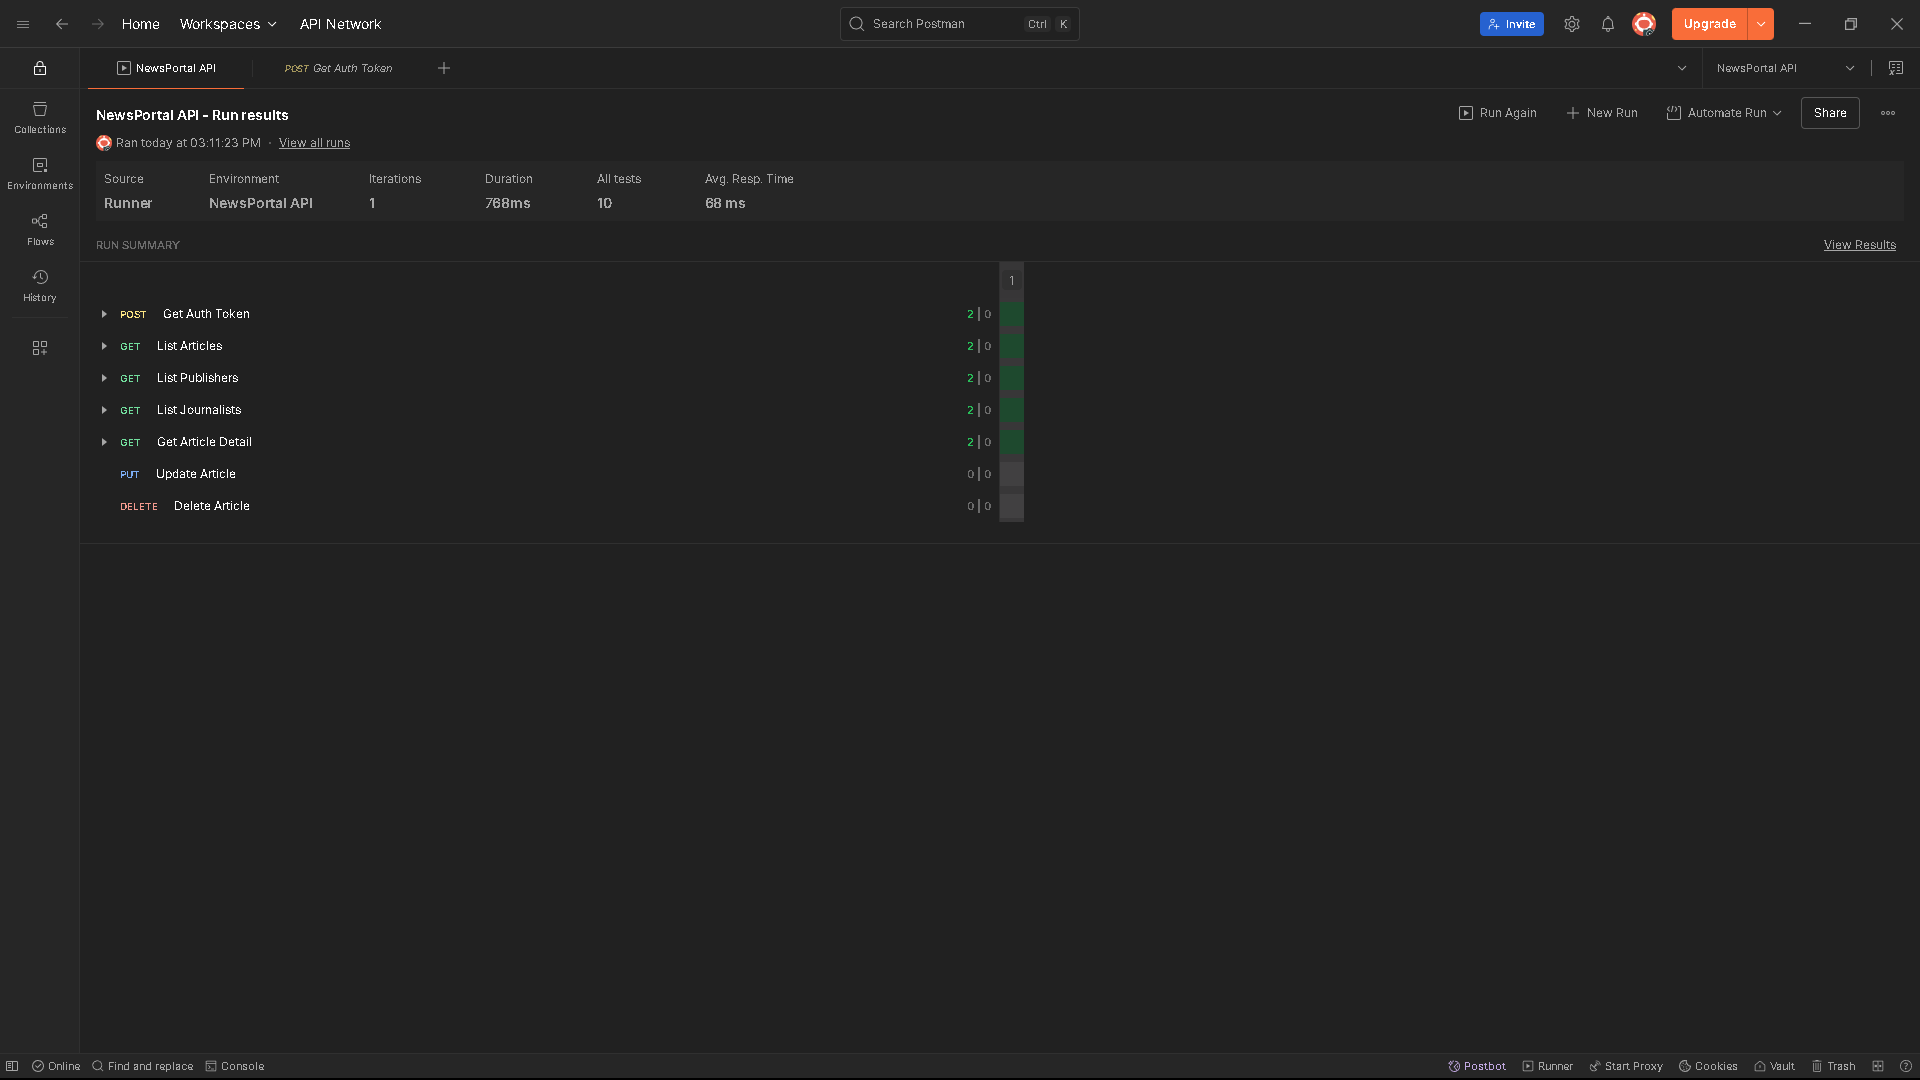 Home Workspaces API Network Search Postman Ctrl K Invite Upgrade
NewsPortal API POST Get Auth Token NewsPortal API
Collections
Environments
Flows
History
NewsPortal API - Run results Run Again New Run Automate Run Share
Ran today at 03:11:23 PM · View all runs
Source Environment Iterations Duration All tests Avg. Resp. Time
Runner NewsPortal API 1 768ms 10 68 ms
RUN SUMMARY View Results
1
POST Get Auth Token 2 | 0
GET List Articles 2 | 0
GET List Publishers 2 | 0
GET List Journalists 2 | 0
GET Get Article Detail 2 | 0
PUT Update Article 0 | 0
DELETE Delete Article 0 | 0
Online Find and replace Console Postbot Runner Start Proxy Cookies Vault Trash